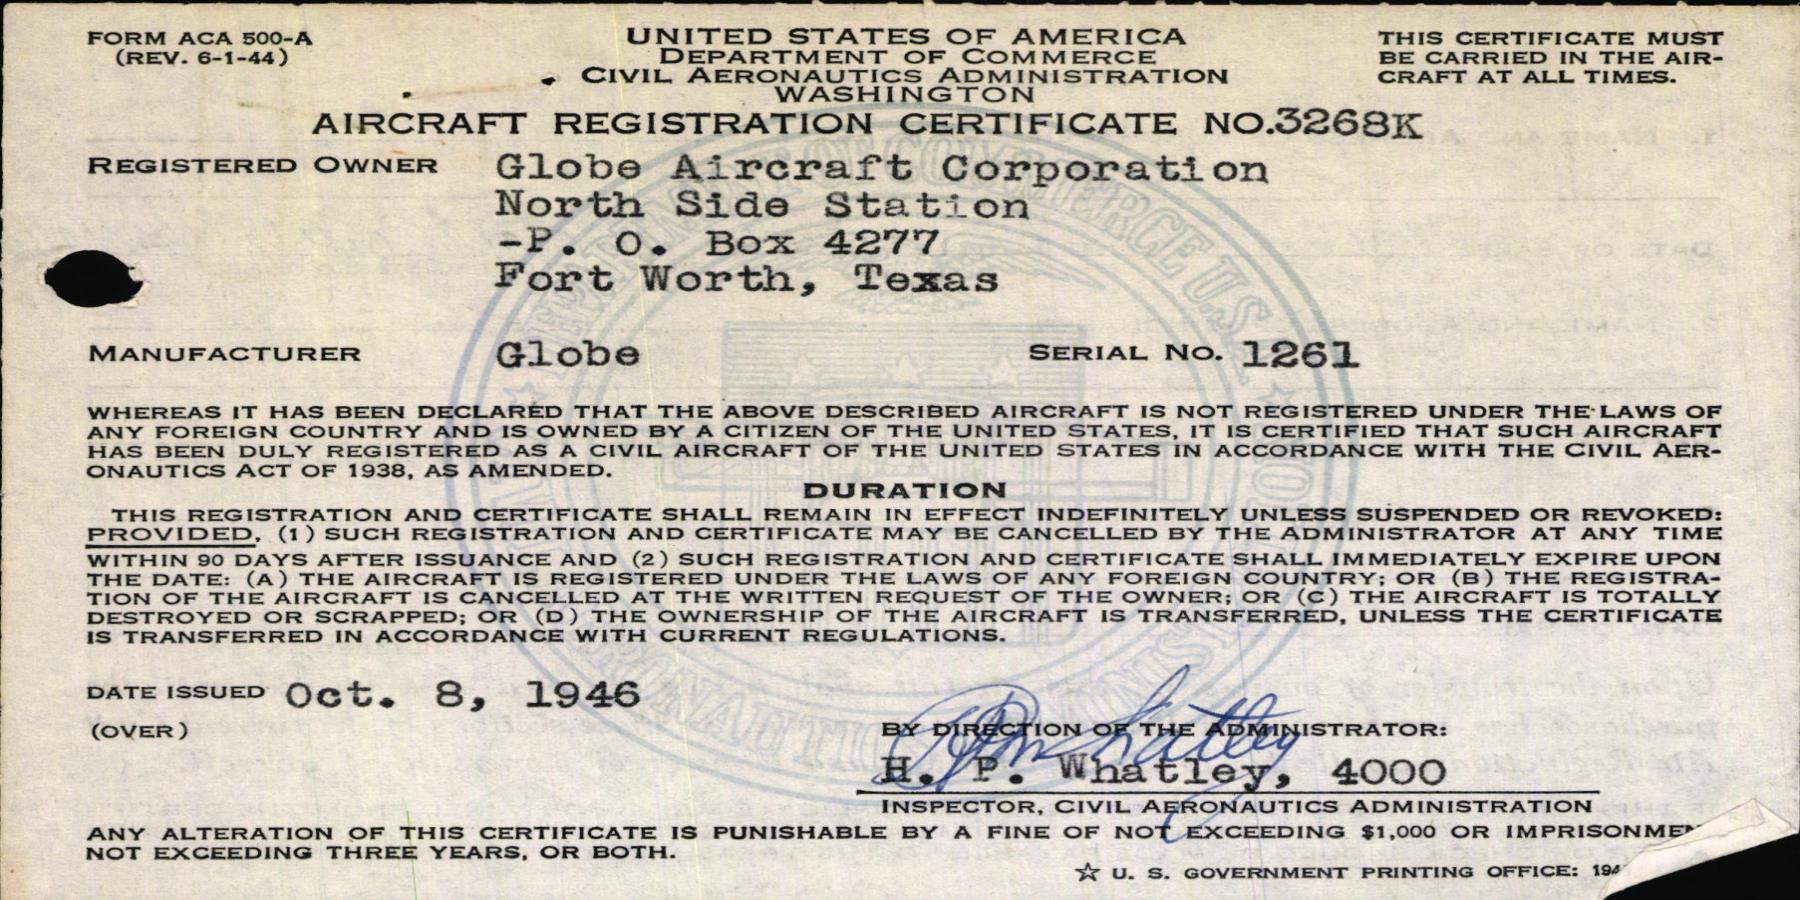 FORM ACA 500-A
(REV. 6-1-44)
UNITED STATES OF AMERICA
DEPARTMENT OF COMMERCE
CIVIL AERONAUTICS ADMINISTRATION
WASHINGTON
THIS CERTIFICATE MUST
BE CARRIED IN THE AIR-
CRAFT AT ALL TIMES.
AIRCRAFT REGISTRATION CERTIFICATE NO.3268K
REGISTERED OWNER Globe Aircraft Corporation
North Side Station
-P. O. Box 4277
Fort Worth, Texas
MANUFACTURER Globe SERIAL NO. 1261
WHEREAS IT HAS BEEN DECLARED THAT THE ABOVE DESCRIBED AIRCRAFT IS NOT REGISTERED UNDER THE LAWS OF
ANY FOREIGN COUNTRY AND IS OWNED BY A CITIZEN OF THE UNITED STATES, IT IS CERTIFIED THAT SUCH AIRCRAFT
HAS BEEN DULY REGISTERED AS A CIVIL AIRCRAFT OF THE UNITED STATES IN ACCORDANCE WITH THE CIVIL AER-
ONAUTICS ACT OF 1938, AS AMENDED.
DURATION
THIS REGISTRATION AND CERTIFICATE SHALL REMAIN IN EFFECT INDEFINITELY UNLESS SUSPENDED OR REVOKED:
PROVIDED, (1) SUCH REGISTRATION AND CERTIFICATE MAY BE CANCELLED BY THE ADMINISTRATOR AT ANY TIME
WITHIN 90 DAYS AFTER ISSUANCE AND (2) SUCH REGISTRATION AND CERTIFICATE SHALL IMMEDIATELY EXPIRE UPON
THE DATE: (A) THE AIRCRAFT IS REGISTERED UNDER THE LAWS OF ANY FOREIGN COUNTRY; OR (B) THE REGISTRA-
TION OF THE AIRCRAFT IS CANCELLED AT THE WRITTEN REQUEST OF THE OWNER; OR (C) THE AIRCRAFT IS TOTALLY
DESTROYED OR SCRAPPED; OR (D) THE OWNERSHIP OF THE AIRCRAFT IS TRANSFERRED, UNLESS THE CERTIFICATE
IS TRANSFERRED IN ACCORDANCE WITH CURRENT REGULATIONS.
DATE ISSUED Oct. 8, 1946
(OVER)
BY DIRECTION OF THE ADMINISTRATOR:
H. P. Whatley, 4000
INSPECTOR, CIVIL AERONAUTICS ADMINISTRATION
ANY ALTERATION OF THIS CERTIFICATE IS PUNISHABLE BY A FINE OF NOT EXCEEDING $1,000 OR IMPRISONMEN
NOT EXCEEDING THREE YEARS, OR BOTH.
☆ U. S. GOVERNMENT PRINTING OFFICE: 194